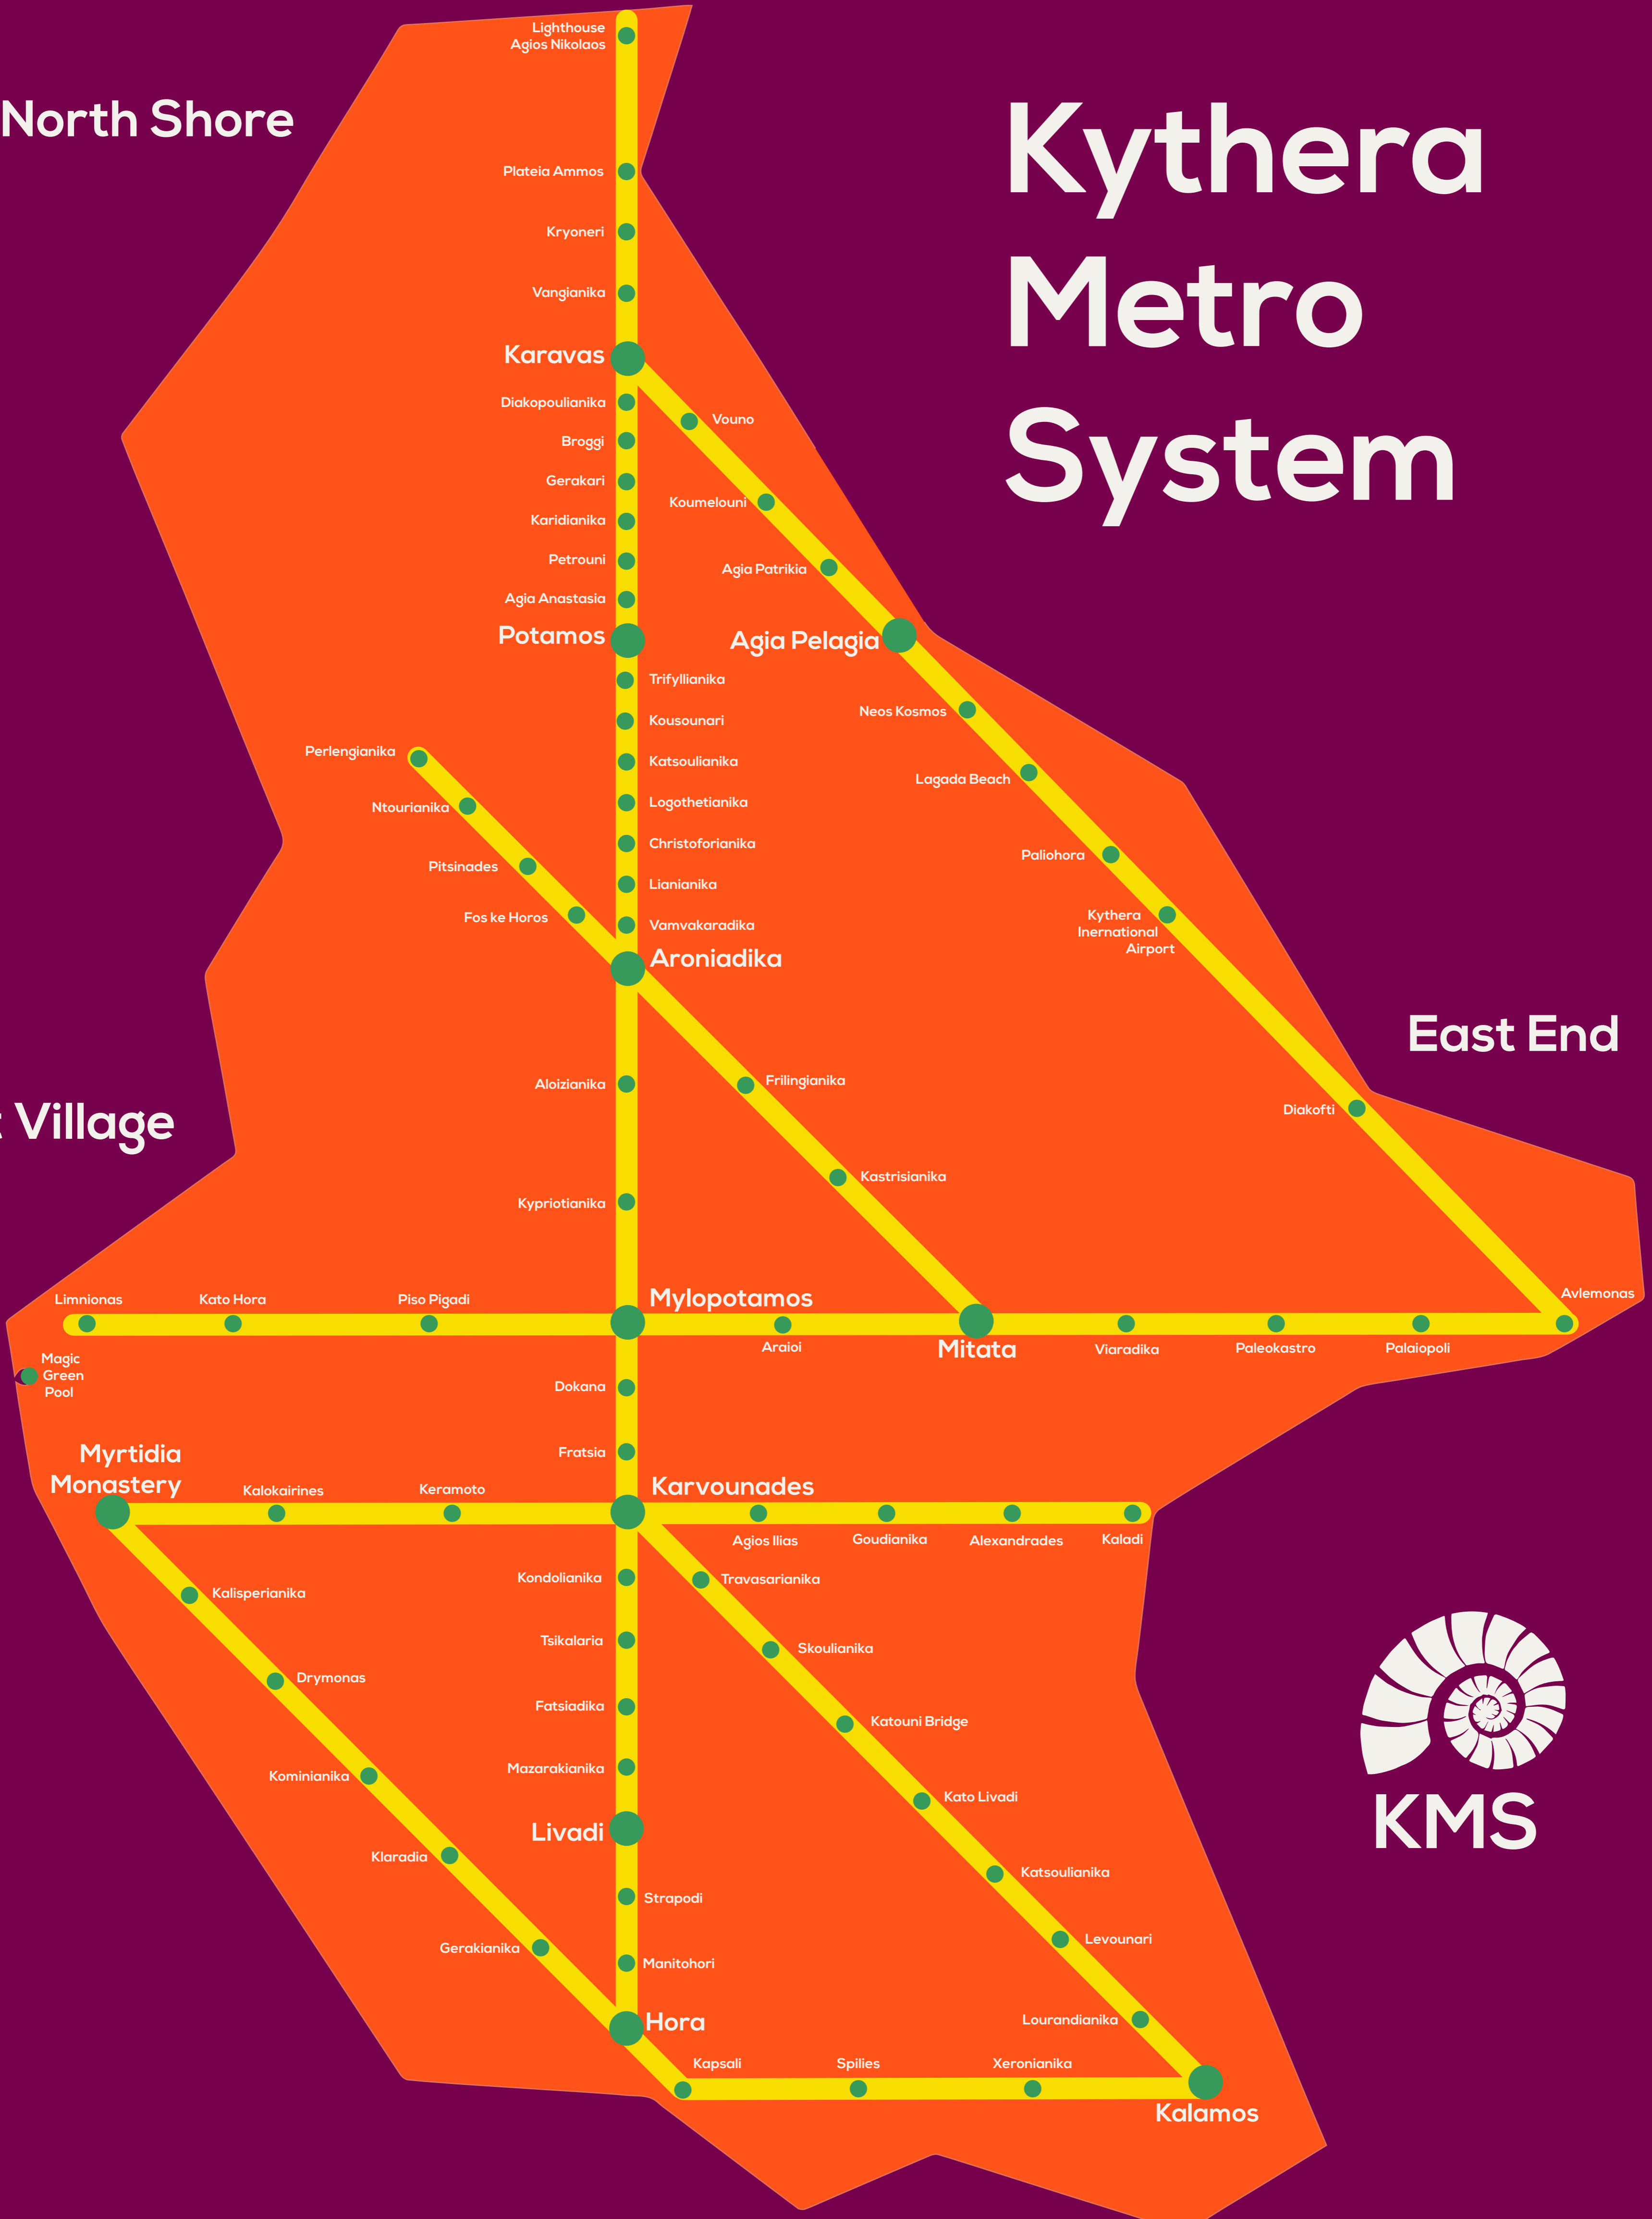 Lighthouse
Agios Nikolaos
North Shore
Kythera
Metro
System
Plateia Ammos
Kryoneri
Vangianika
Karavas
Diakopoulianika
Vouno
Broggi
Gerakari
Koumelouni
Karidianika
Petrouni
Agia Patrikia
Agia Anastasia
Potamos
Agia Pelagia
Trifyllianika
Neos Kosmos
Kousounari
Perlengianika
Katsoulianika
Lagada Beach
Ntourianika
Logothetianika
Christoforianika
Paliohora
Pitsinades
Lianianika
Fos ke Horos
Vamvakaradika
Kythera
Inernational
Airport
Aroniadika
East End
Aloizianika
Frilingianika
Diakofti
Village
Kastrisianika
Kypriotianika
Limnionas
Kato Hora
Piso Pigadi
Mylopotamos
Avlemonas
Araioi
Mitata
Viaradika
Paleokastro
Palaiopoli
Magic
Green
Pool
Dokana
Fratsia
Myrtidia
Monastery
Kalokairines
Keramoto
Karvounades
Agios Ilias
Goudianika
Alexandrades
Kaladi
Kondolianika
Travasarianika
Kalisperianika
Tsikalaria
Skoulianika
Drymonas
Fatsiadika
Katouni Bridge
Kominianika
Mazarakianika
Kato Livadi
KMS
Livadi
Klaradia
Katsoulianika
Strapodi
Gerakianika
Levounari
Manitohori
Hora
Lourandianika
Kapsali
Spilies
Xeronianika
Kalamos